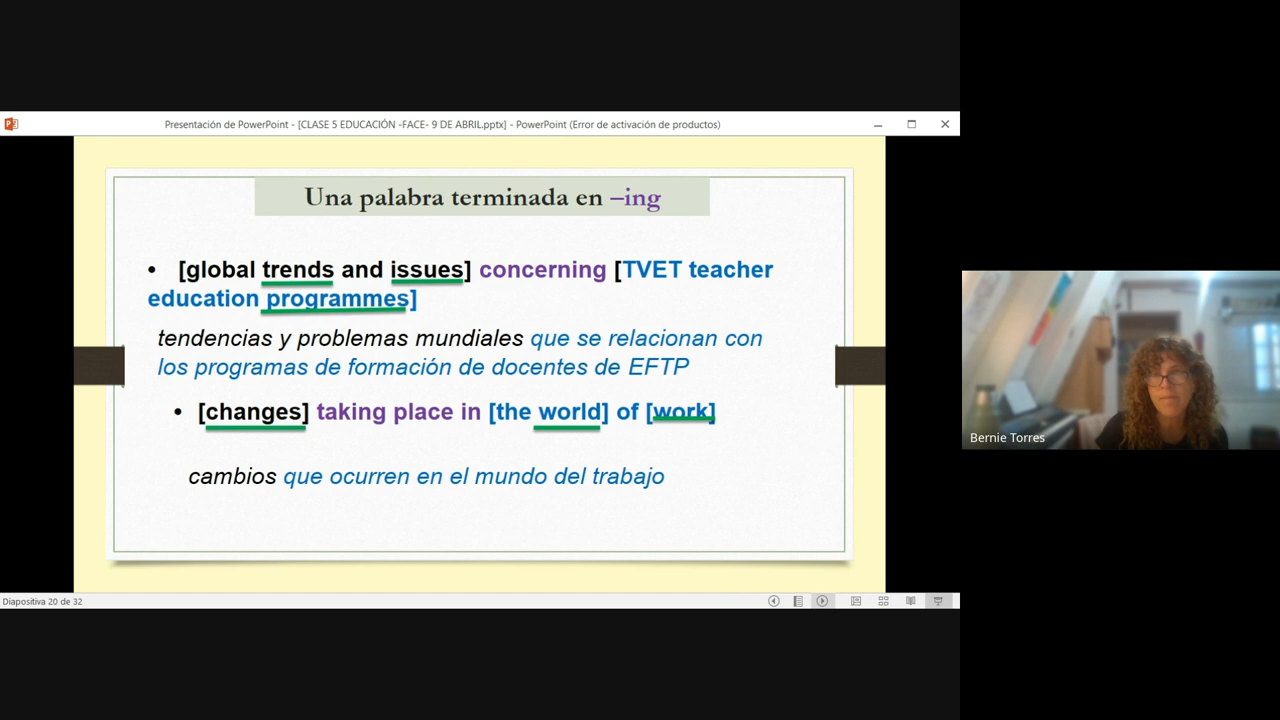 Presentación de PowerPoint - [CLASE 5 EDUCACIÓN -FACE- 9 DE ABRIL.pptx] - PowerPoint (Error de activación de productos)
Una palabra terminada en –ing
• [global trends and issues] concerning [TVET teacher
education programmes]
tendencias y problemas mundiales que se relacionan con
los programas de formación de docentes de EFTP
• [changes] taking place in [the world] of [work]
cambios que ocurren en el mundo del trabajo
Bernie Torres
Diapositiva 20 de 32